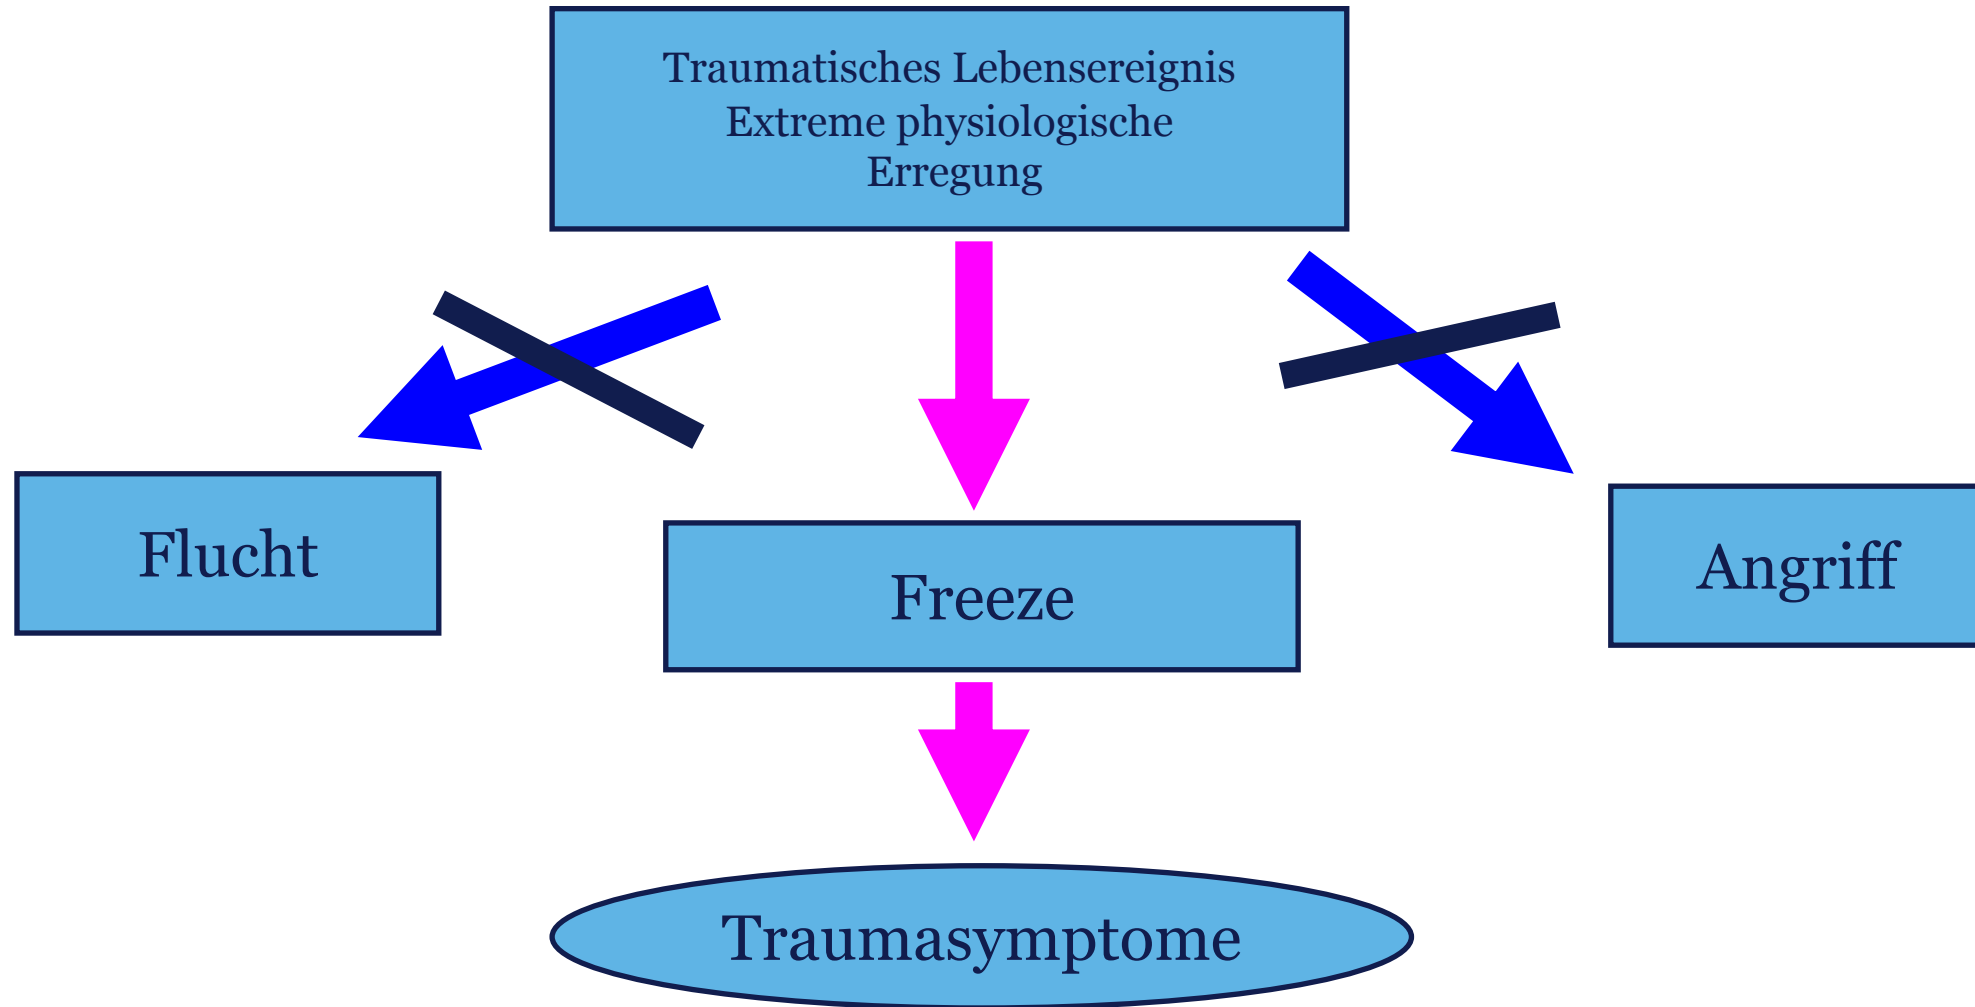 Traumatisches Lebensereignis
Extreme physiologische
Erregung
Flucht
Freeze
Angriff
Traumasymptome